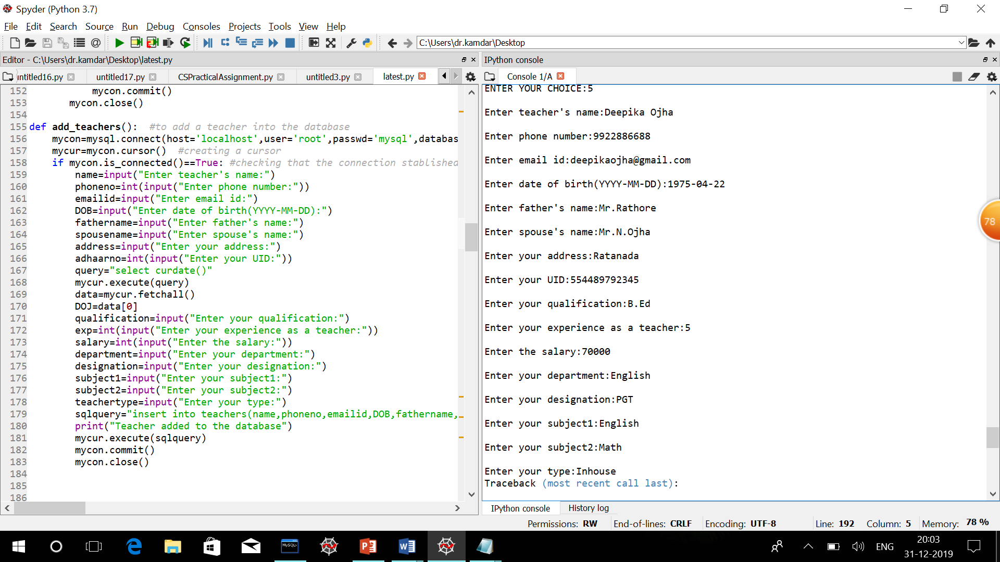 Spyder (Python 3.7)
File Edit Search Source Run Debug Consoles Projects Tools View Help
C:\Users\dr.kamdar\Desktop
Editor - C:\Users\dr.kamdar\Desktop\latest.py
ntitled16.py untitled17.py CSPracticalAssignment.py untitled3.py latest.py
152 mycon.commit()
153 mycon.close()
154
155 def add_teachers(): #to add a teacher into the database
156 mycon=mysql.connect(host='localhost',user='root',passwd='mysql',databas
157 mycur=mycon.cursor() #creating a cursor
158 if mycon.is_connected()==True: #checking that the connection stablished
159 name=input("Enter teacher's name:")
160 phoneno=int(input("Enter phone number:"))
161 emailid=input("Enter email id:")
162 DOB=input("Enter date of birth(YYYY-MM-DD):")
163 fathername=input("Enter father's name:")
164 spousename=input("Enter spouse's name:")
165 address=input("Enter your address:")
166 adhaarno=int(input("Enter your UID:"))
167 query="select curdate()"
168 mycur.execute(query)
169 data=mycur.fetchall()
170 DOJ=data[0]
171 qualification=input("Enter your qualification:")
172 exp=int(input("Enter your experience as a teacher:"))
173 salary=int(input("Enter the salary:"))
174 department=input("Enter your department:")
175 designation=input("Enter your designation:")
176 subject1=input("Enter your subject1:")
177 subject2=input("Enter your subject2:")
178 teachertype=input("Enter your type:")
179 sqlquery="insert into teachers(name,phoneno,emailid,DOB,fathername,
180 print("Teacher added to the database")
181 mycur.execute(sqlquery)
182 mycon.commit()
183 mycon.close()
184
185
186
IPython console
Console 1/A
ENTER YOUR CHOICE:5
Enter teacher's name:Deepika Ojha
Enter phone number:9922886688
Enter email id:deepikaojha@gmail.com
Enter date of birth(YYYY-MM-DD):1975-04-22
Enter father's name:Mr.Rathore
Enter spouse's name:Mr.N.Ojha
Enter your address:Ratanada
Enter your UID:554489792345
Enter your qualification:B.Ed
Enter your experience as a teacher:5
Enter the salary:70000
Enter your department:English
Enter your designation:PGT
Enter your subject1:English
Enter your subject2:Math
Enter your type:Inhouse
Traceback (most recent call last):
78
IPython console History log
Permissions: RW End-of-lines: CRLF Encoding: UTF-8 Line: 192 Column: 5 Memory: 78 %
MySQL
ENG
20:03
31-12-2019